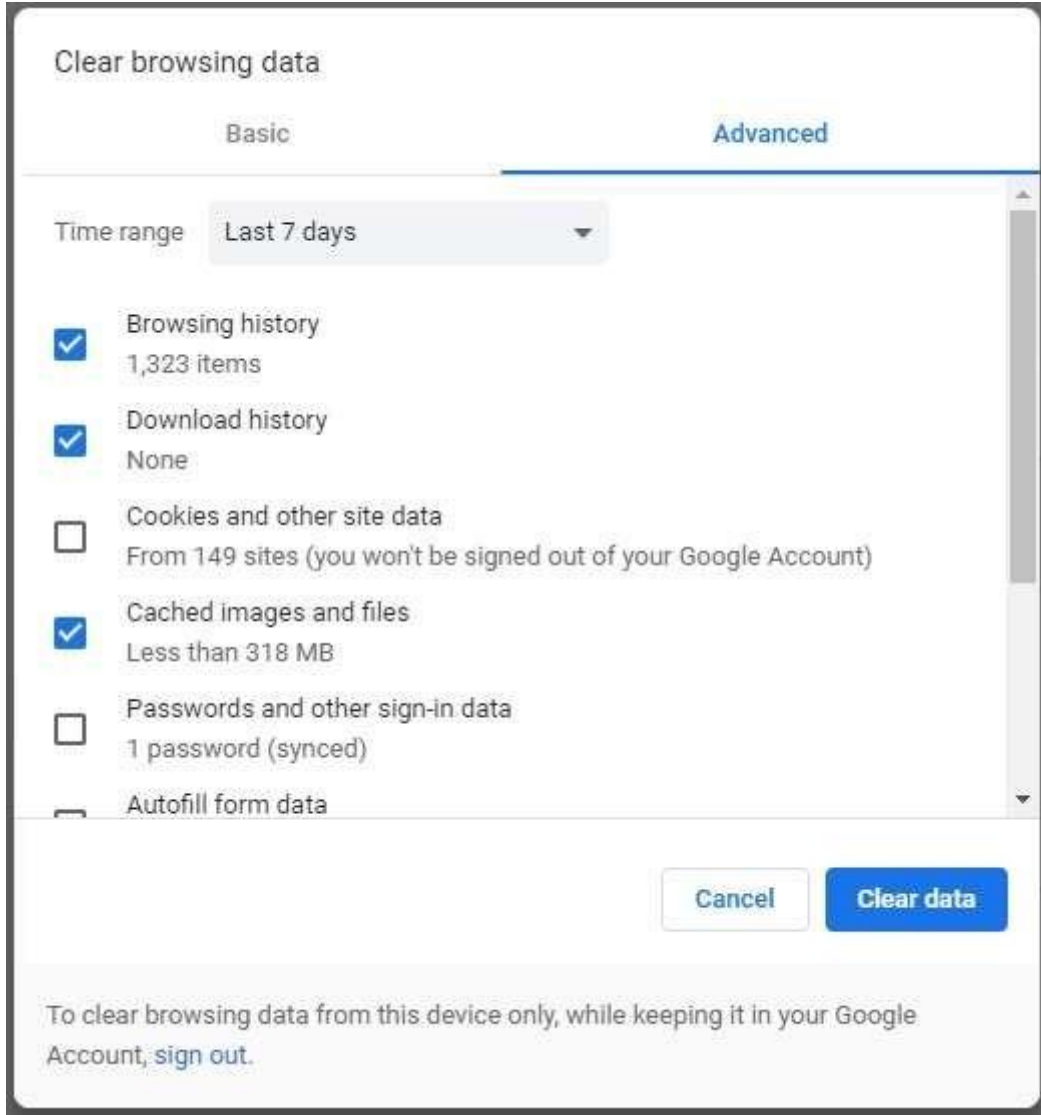 Clear browsing data
Basic
Advanced
Time range
Last 7 days
Browsing history
1,323 items
Download history
None
Cookies and other site data
From 149 sites (you won't be signed out of your Google Account)
Cached images and files
Less than 318 MB
Passwords and other sign-in data
1 password (synced)
Autofill form data
Cancel
Clear data
To clear browsing data from this device only, while keeping it in your Google
Account, sign out.